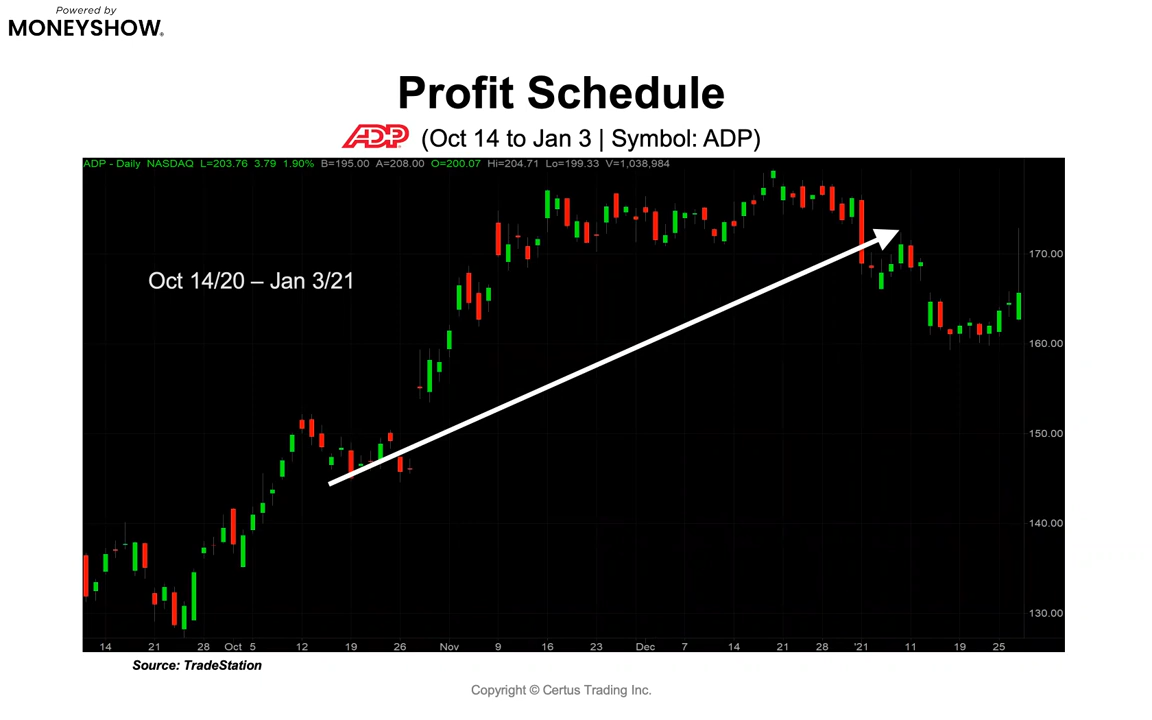 Powered by
MONEYSHOW.
Profit Schedule
ADP (Oct 14 to Jan 3 | Symbol: ADP)
ADP - Daily NASDAQ L=203.76 3.79 1.90% B=195.00 A=208.00 O=200.07 Hi=204.71 Lo=199.33 V=1,038,984
170.00
Oct 14/20 – Jan 3/21
160.00
150.00
140.00
130.00
14 21 28 Oct 5 12 19 26 Nov 9 16 23 Dec 7 14 21 28 '21 11 19 25
Source: TradeStation
Copyright © Certus Trading Inc.